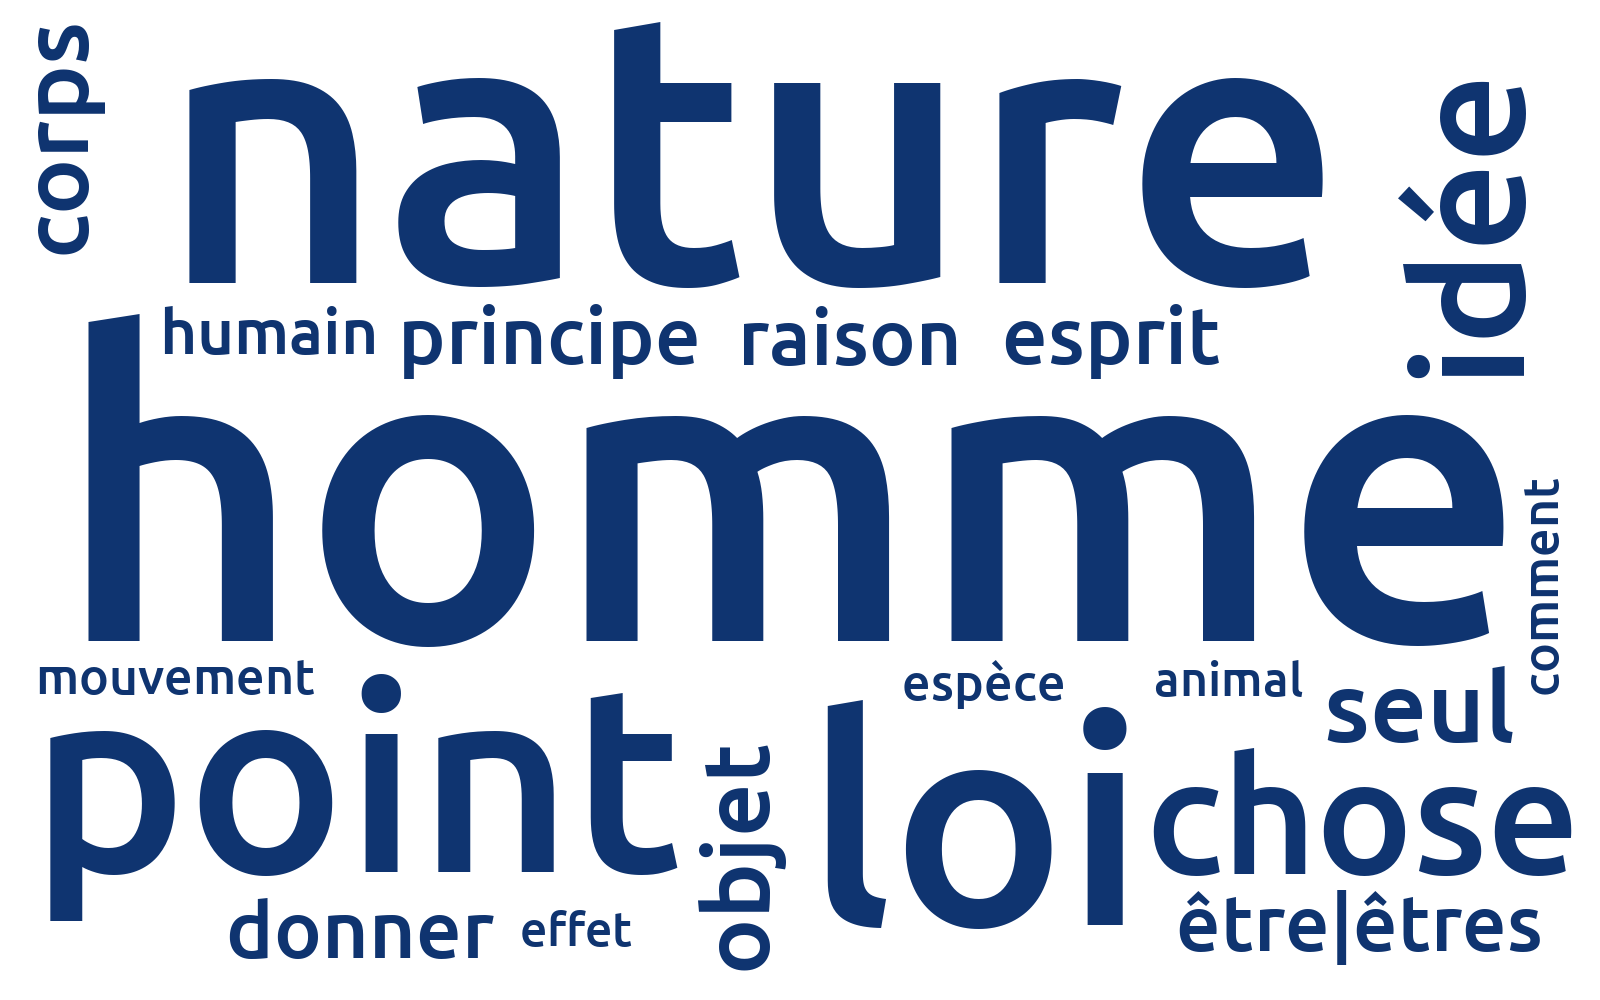 corps
nature
idée
humain principe raison esprit
homme
comment
mouvement
espèce
animal
seul
point
objet
loi
chose
donner
effet
être|êtres